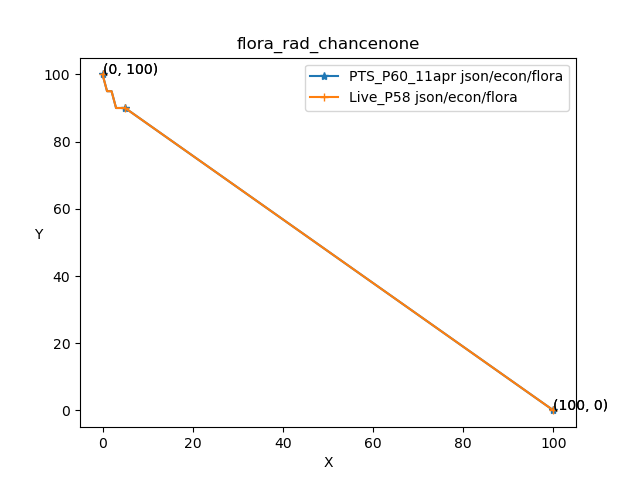 flora_rad_chancenone
PTS_P60_11apr json/econ/flora
Live_P58 json/econ/flora
(0, 100)
(100, 0)
Y
100
80
60
40
20
0
0 20 40 60 80 100
X